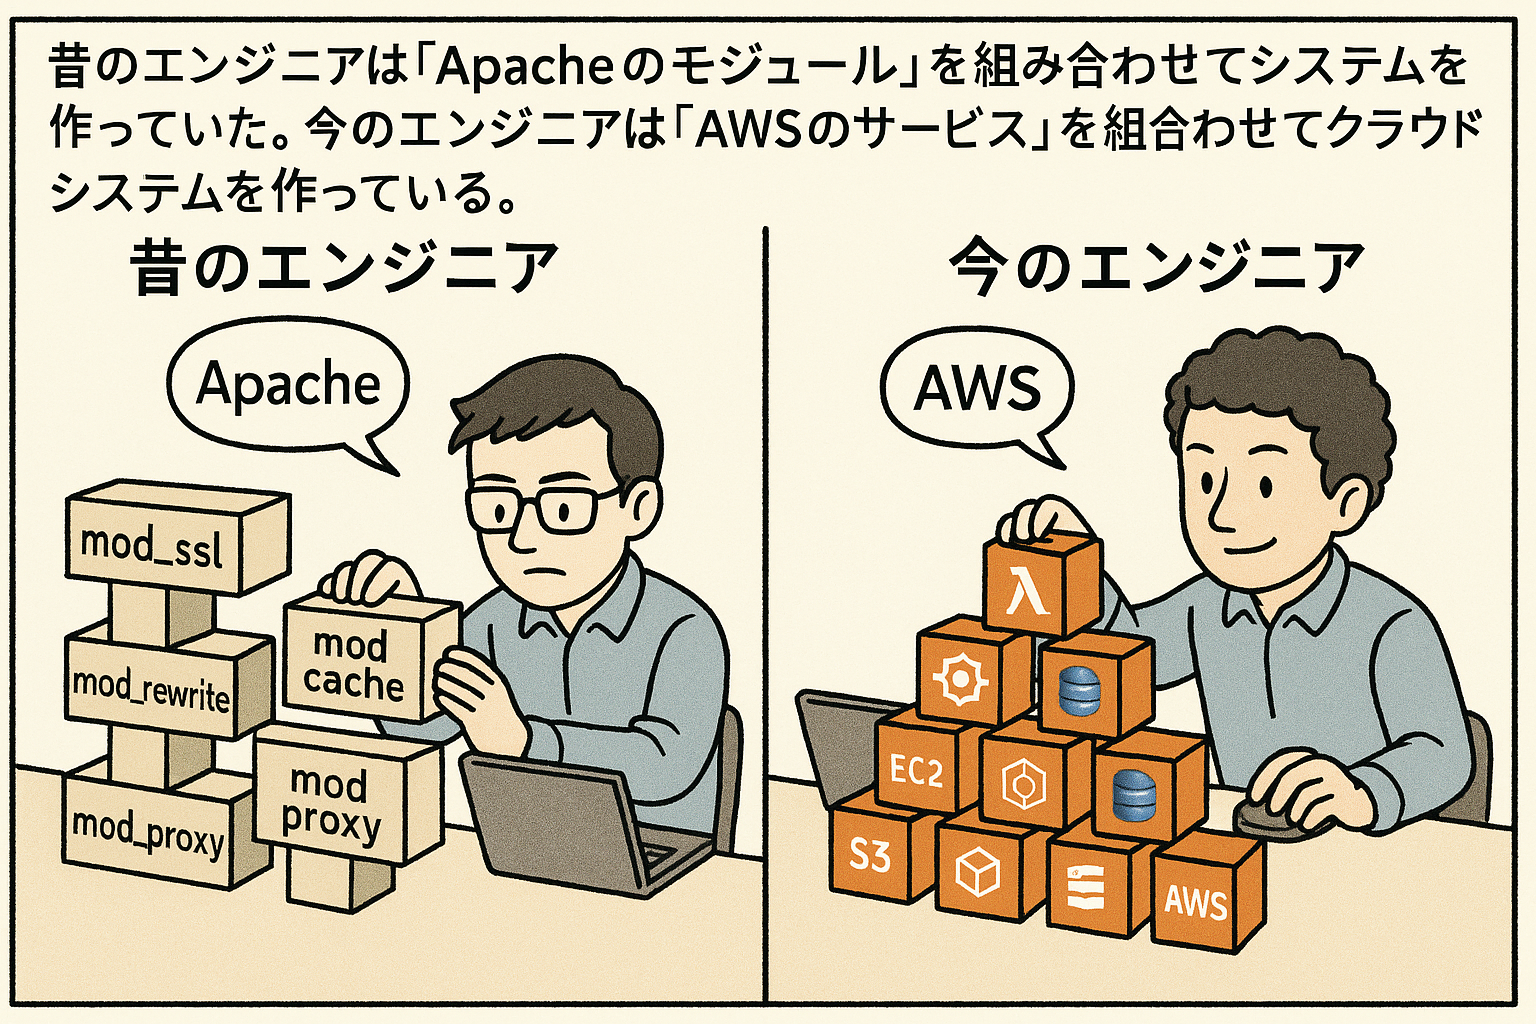 昔のエンジニアは「Apacheのモジュール」を組み合わせてシステムを
作っていた。今のエンジニアは「AWSのサービス」を組合わせてクラウド
システムを作っている。
昔のエンジニア
Apache
mod_ssl
mod
cache
mod_rewrite
mod
proxy
mod_proxy
今のエンジニア
AWS
λ
EC2
S3
AWS